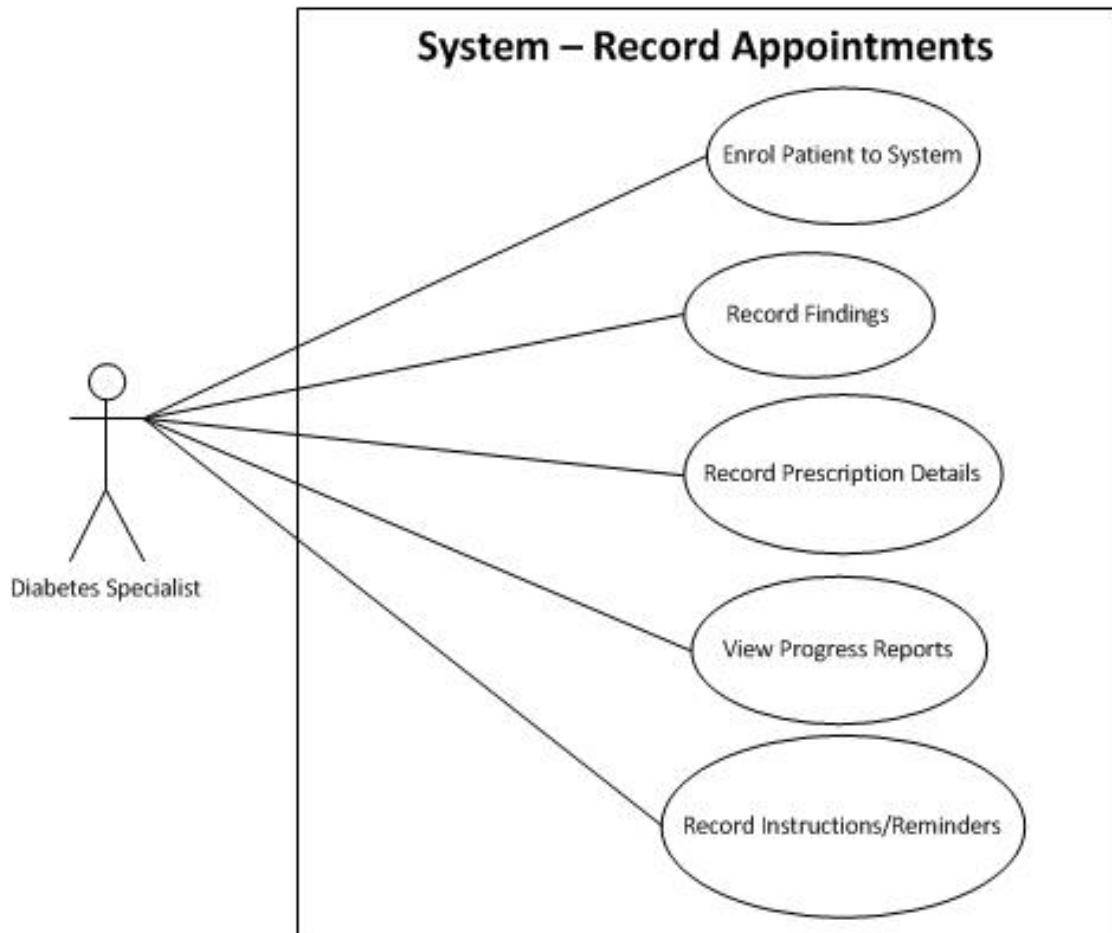 System – Record Appointments
Enrol Patient to System
Record Findings
Record Prescription Details
Diabetes Specialist
View Progress Reports
Record Instructions/Reminders